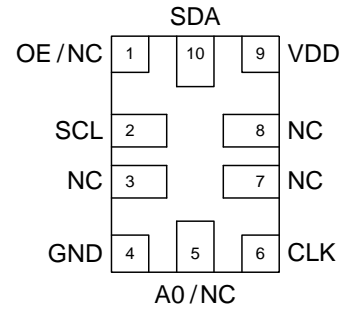 SDA
OE/NC 1 10 9 VDD
SCL 2 8 NC
NC 3 7 NC
GND 4 5 6 CLK
A0/NC